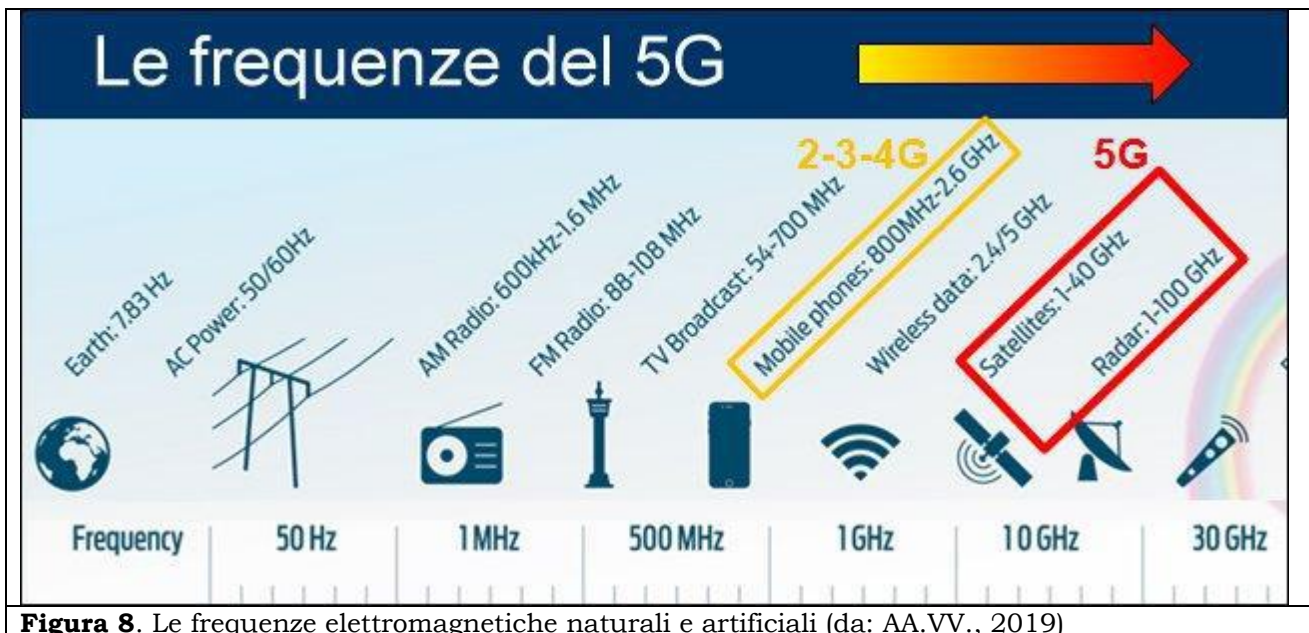 Le frequenze del 5G
2-3-4G
5G
Earth: 7.83 Hz
AC Power: 50/60Hz
AM Radio: 600kHz-1.6 MHz
FM Radio: 88-108 MHz
TV Broadcast: 54-700 MHz
Mobile phones: 800MHz-2.6 GHz
Wireless data: 2.4/5 GHz
Satellites: 1-40 GHz
Radar: 1-100 GHz
Frequency
50 Hz
1 MHz
500 MHz
1 GHz
10 GHz
30 GHz
Figura 8. Le frequenze elettromagnetiche naturali e artificiali (da: AA.VV., 2019)